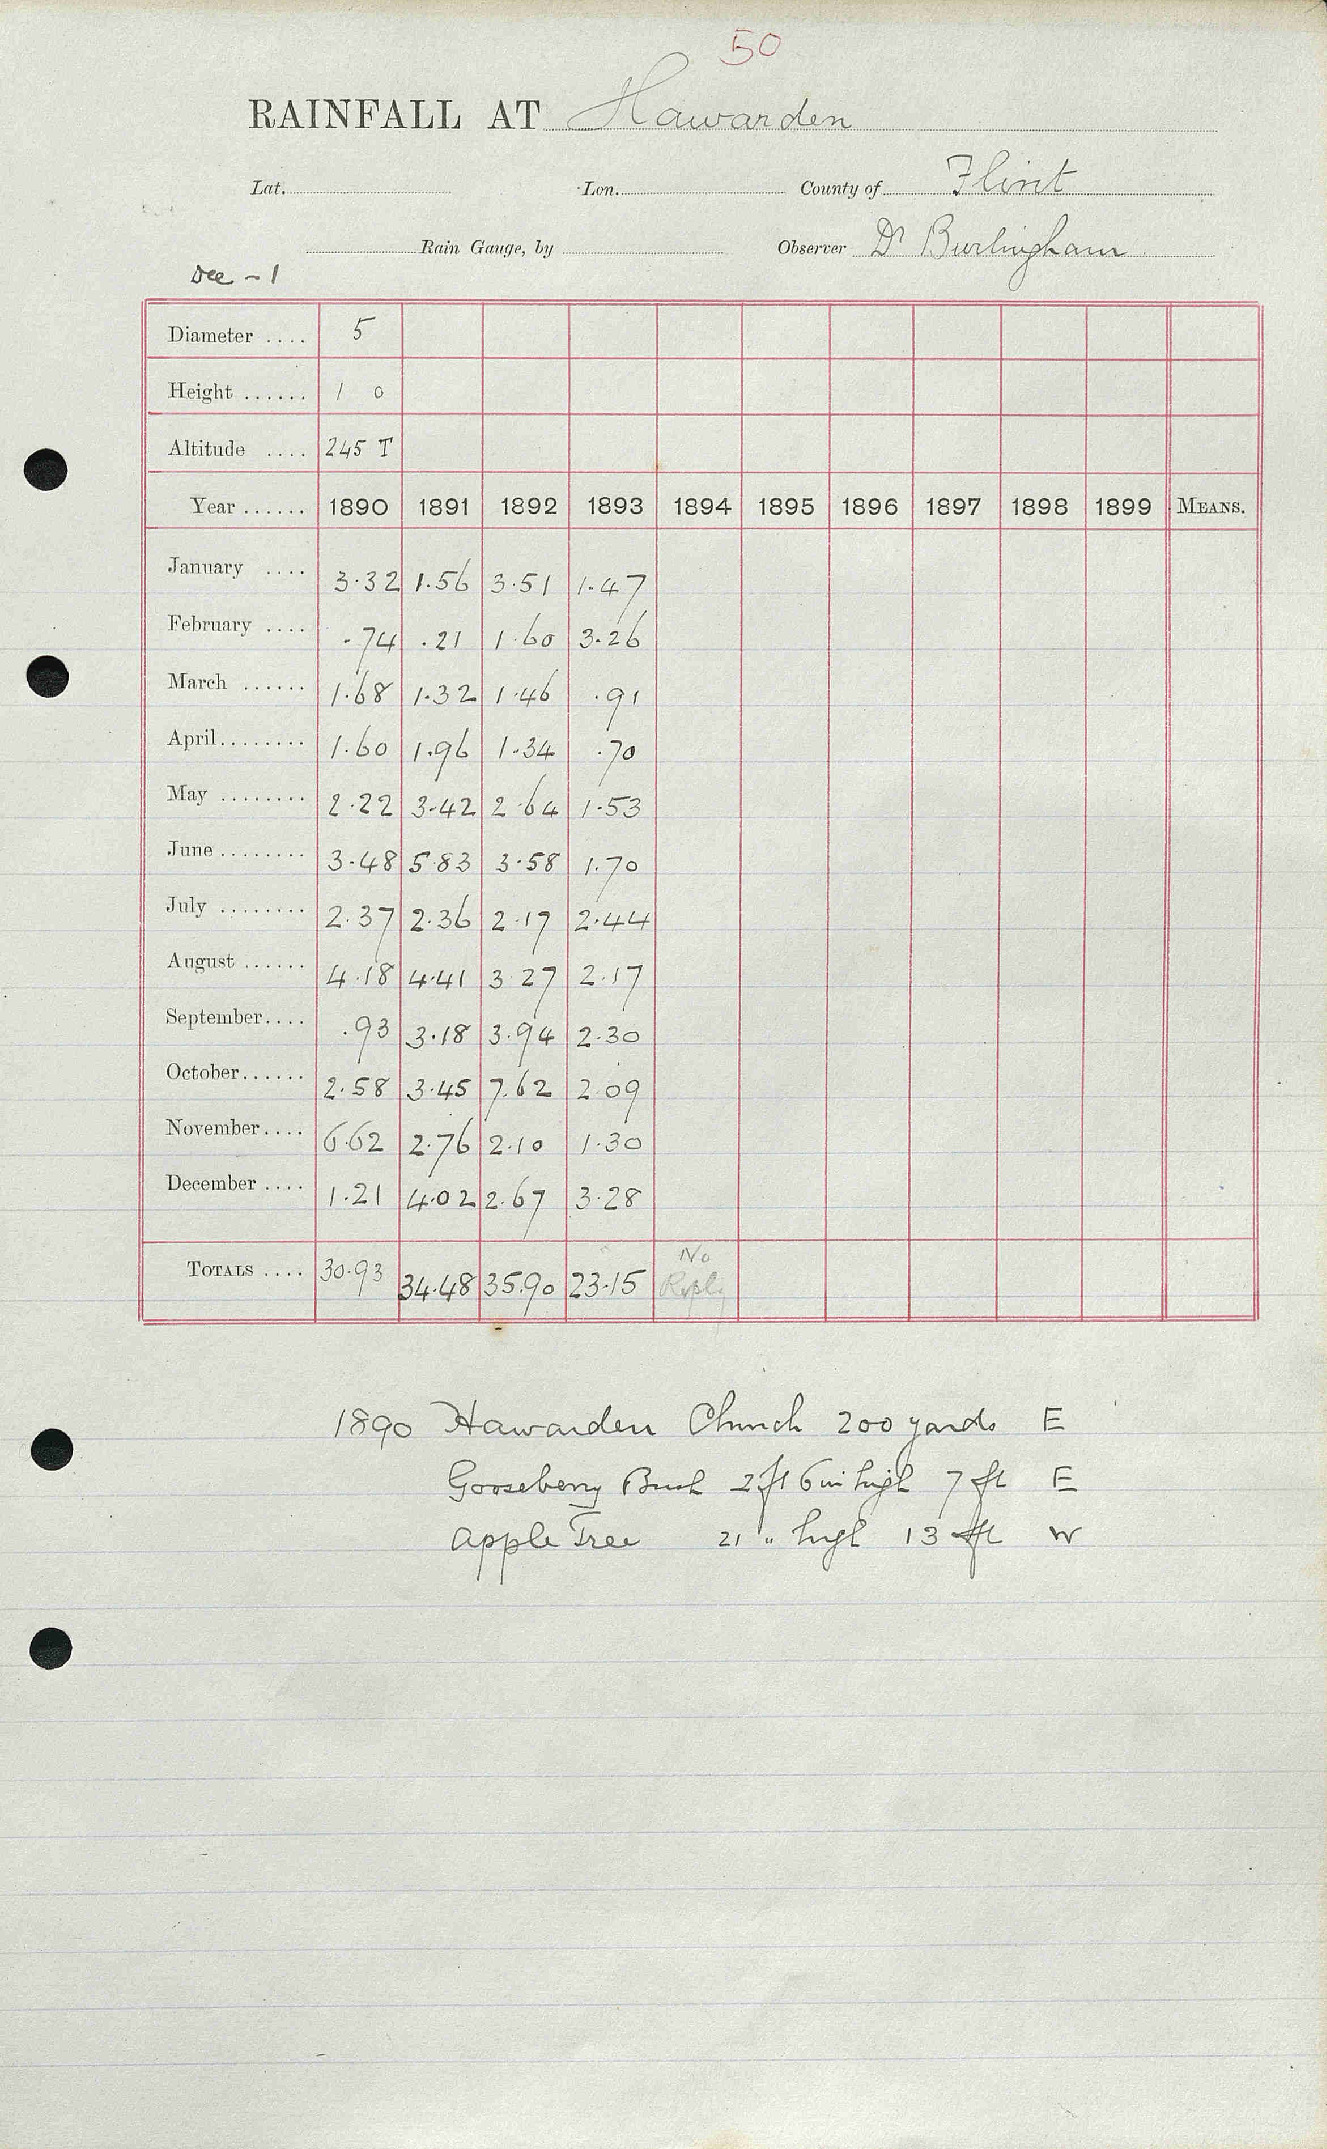 50
RAINFALL AT Hawarden
Lat. Lon. County of Flint
Rain Gauge, by Observer Dr Burlingham
Dee - 1
Diameter .... 5
Height ...... 1 0
Altitude .... 245 T
Year ...... 1890 1891 1892 1893 1894 1895 1896 1897 1898 1899 MEANS.
January .... 3.32 1.56 3.51 1.47
February .... .74 .21 1.60 3.26
March ...... 1.68 1.32 1.46 .91
April........ 1.60 1.96 1.34 .70
May ........ 2.22 3.42 2.64 1.53
June ........ 3.48 5.83 3.58 1.70
July ........ 2.37 2.36 2.17 2.44
August ...... 4.18 4.41 3.27 2.17
September.... .93 3.18 3.94 2.30
October...... 2.58 3.45 7.62 2.09
November.... 6.62 2.76 2.10 1.30
December .... 1.21 4.02 2.67 3.28
TOTALS .... 30.93 34.48 35.90 23.15 No Reply
1890 Hawarden Church 200 yards E
Gooseberry Bush 2 ft 6 in high 7 ft E
Apple Tree 21 " high 13 ft W